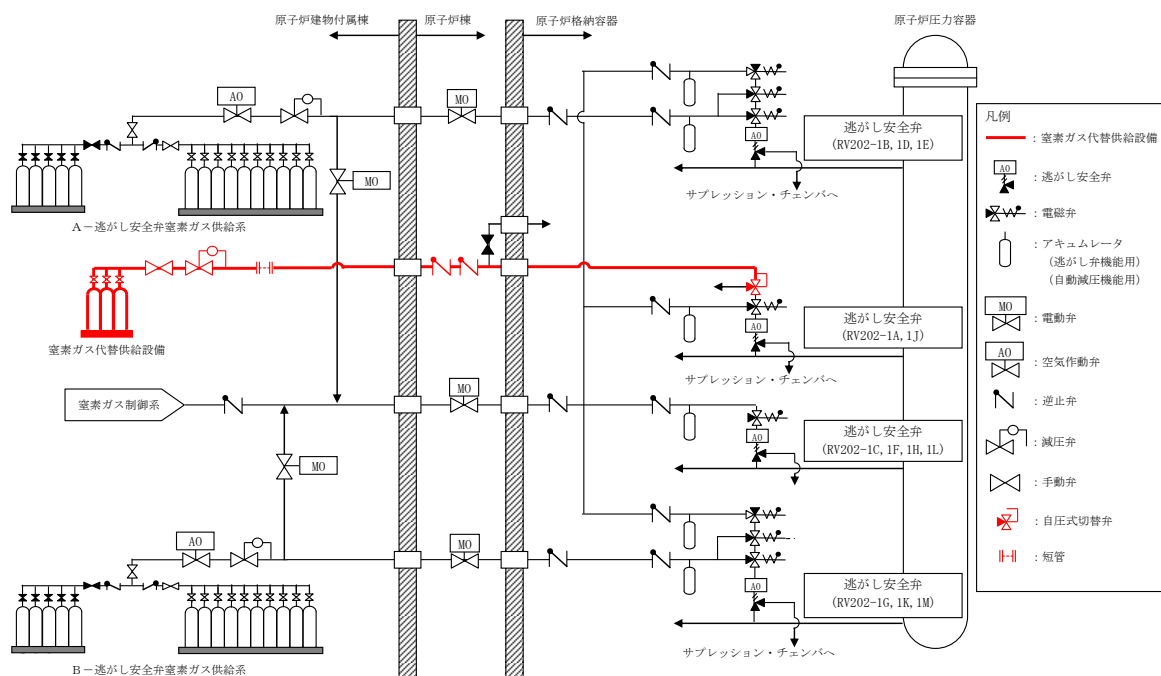 原子炉建物付属棟
原子炉棟
原子炉格納容器
原子炉圧力容器
AO
MO
AO
逃がし安全弁
(RV202-1B, 1D, 1E)
MO
サプレッション・チェンバへ
A-逃がし安全弁窒素ガス供給系
窒素ガス代替供給設備
AO
逃がし安全弁
(RV202-1A, 1J)
サプレッション・チェンバへ
窒素ガス制御系
MO
AO
逃がし安全弁
(RV202-1C, 1F, 1H, 1L)
MO
AO
MO
AO
逃がし安全弁
(RV202-1G, 1K, 1M)
サプレッション・チェンバへ
B-逃がし安全弁窒素ガス供給系
凡例
窒素ガス代替供給設備
AO
:逃がし安全弁
:電磁弁
:アキュムレータ
(逃がし弁機能用)
(自動減圧機能用)
MO
:電動弁
AO
:空気作動弁
:逆止弁
:減圧弁
:手動弁
:自圧式切替弁
:短管